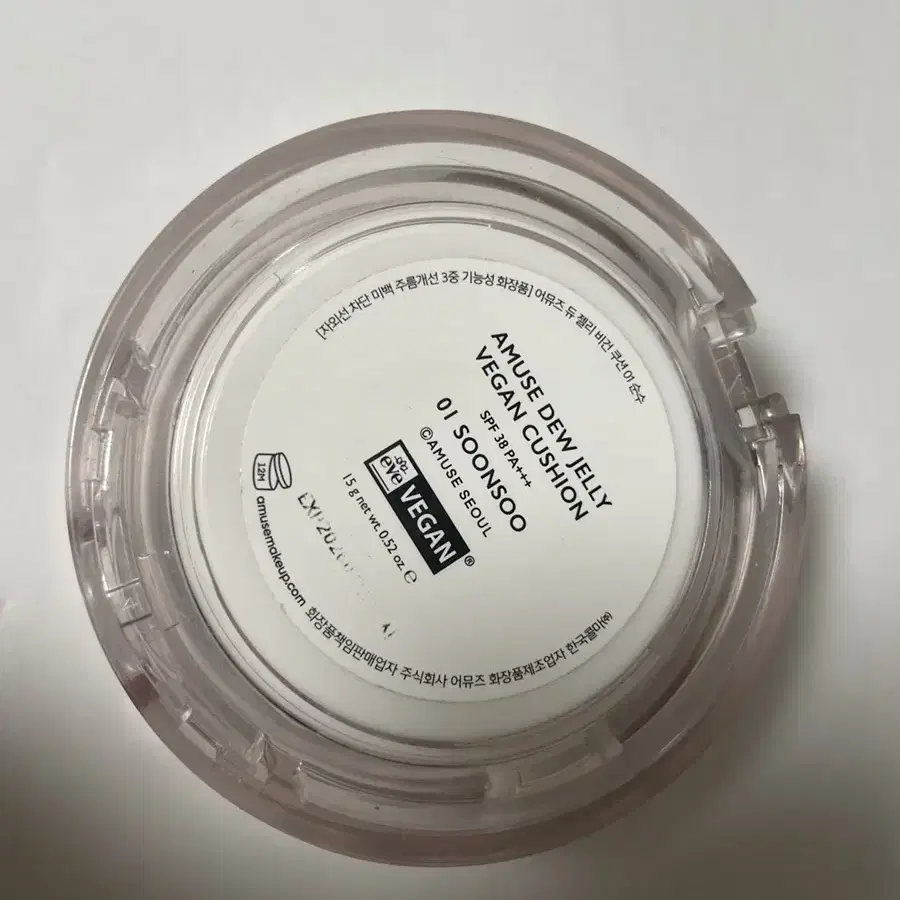 [자외선 차단 미백 주름개선 3중 기능성 화장품] 어뮤즈 듀 젤리 비건 쿠션 01 순수
AMUSE DEW JELLY
VEGAN CUSHION
SPF 38 PA+++
01 SOONSOO
©AMUSE SEOUL
eve VEGAN®
15 g net wt. 0.52 oz. ℮
12M
amusemakeup.com
화장품책임판매업자 주식회사 어뮤즈 화장품제조업자 한국콜마㈜